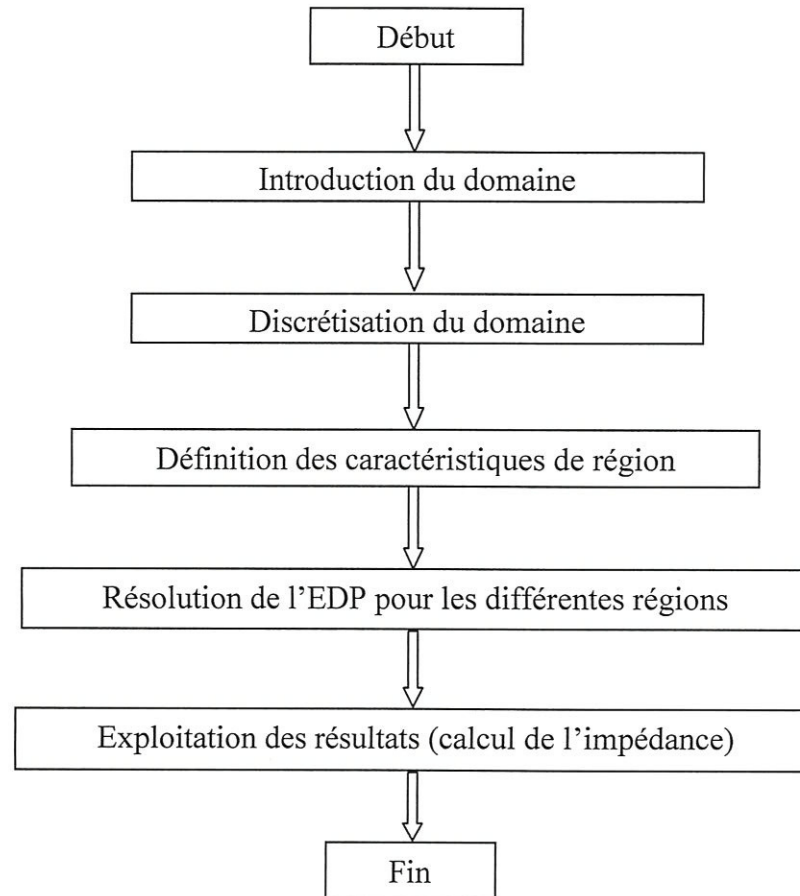 Début
Introduction du domaine
Discrétisation du domaine
Définition des caractéristiques de région
Résolution de l’EDP pour les différentes régions
Exploitation des résultats (calcul de l’impédance)
Fin